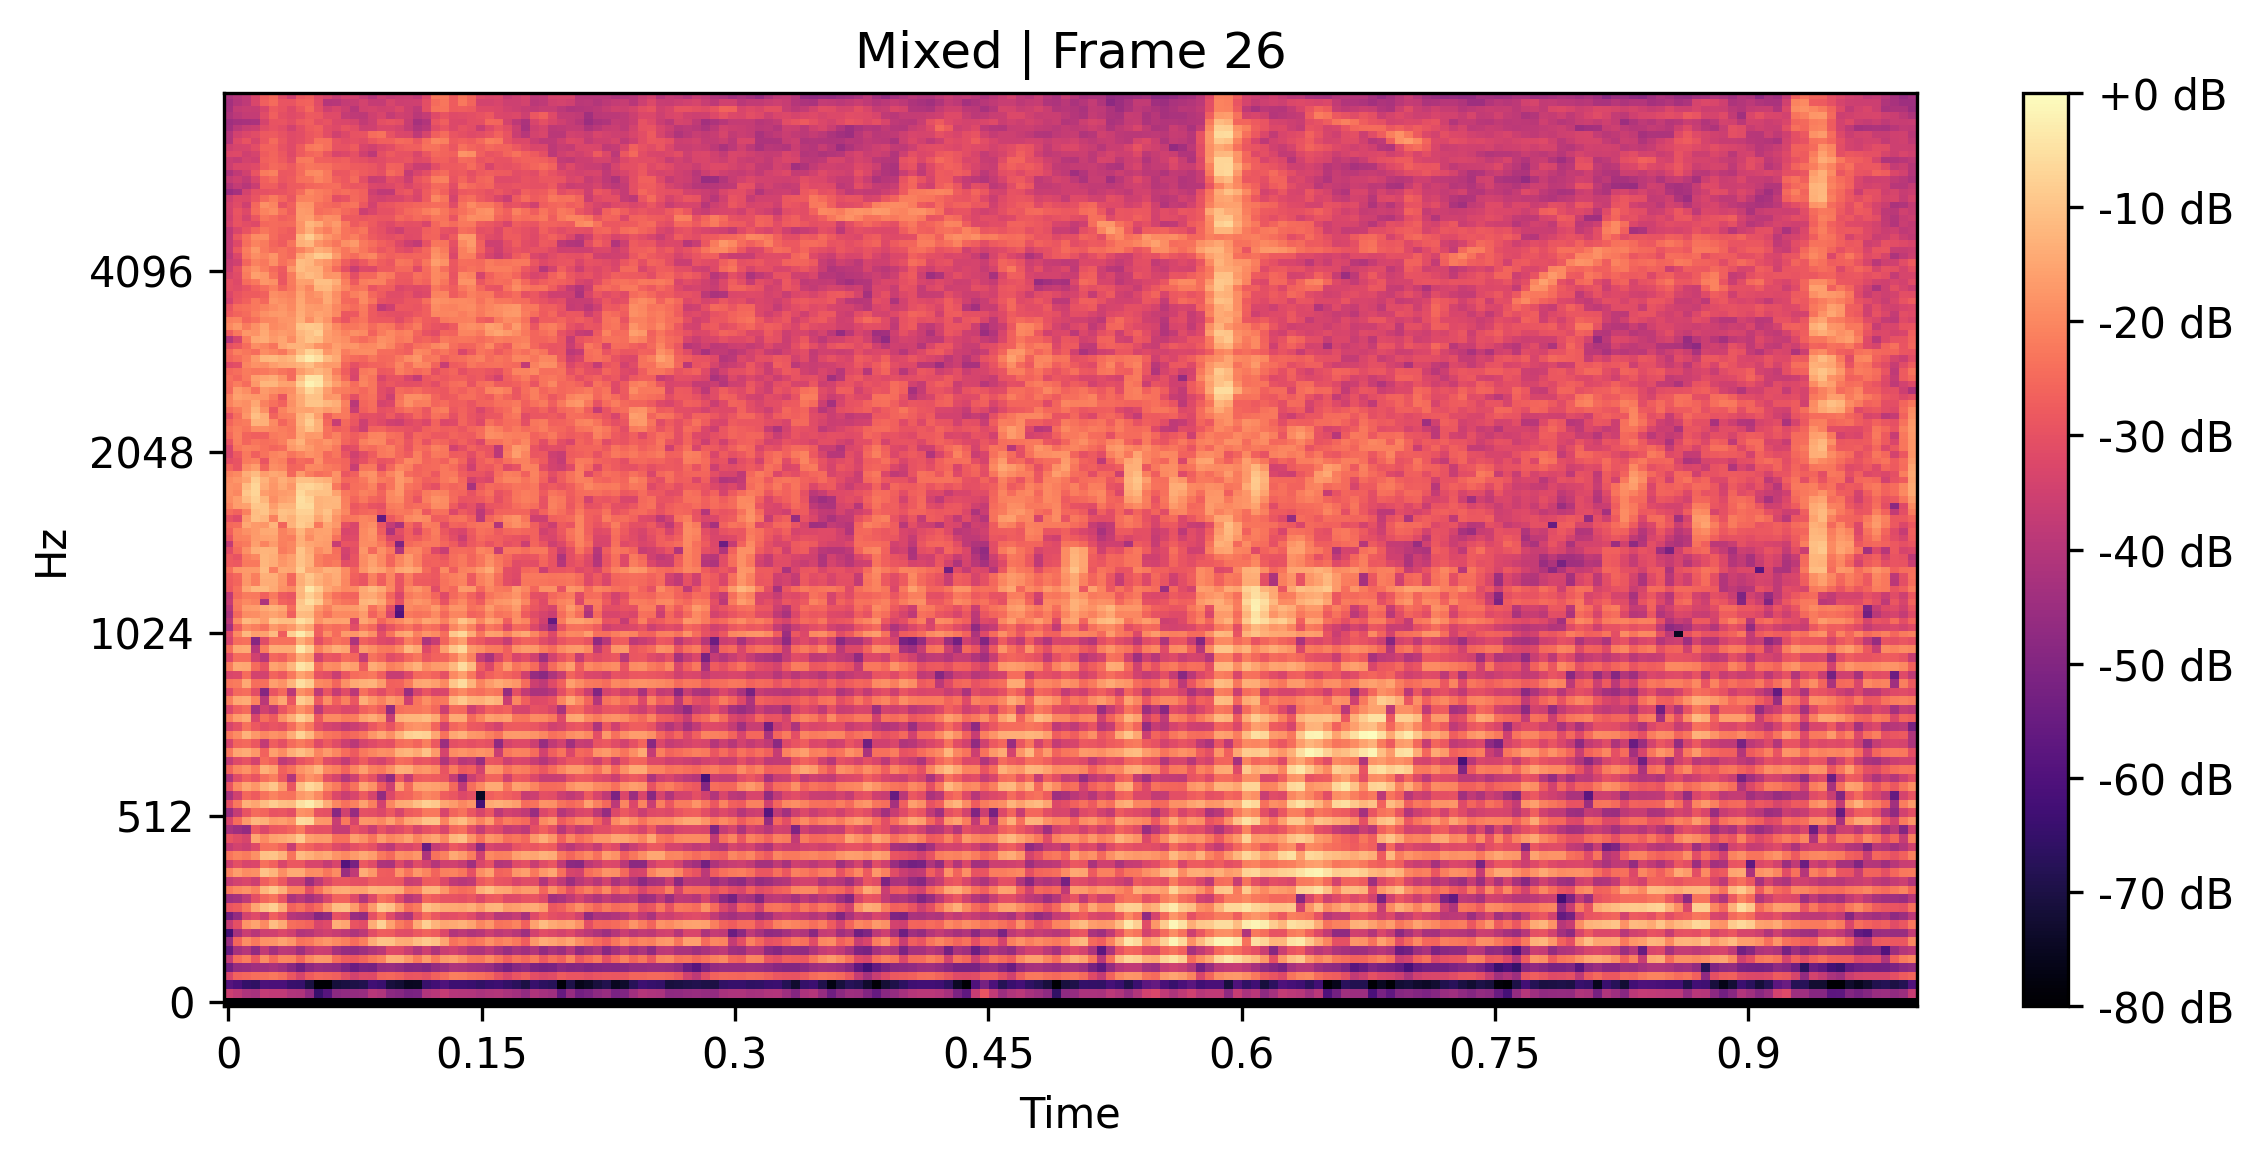 Mixed | Frame 26
+0 dB
-10 dB
-20 dB
-30 dB
-40 dB
-50 dB
-60 dB
-70 dB
-80 dB
4096
2048
1024
512
0
Hz
0 0.15 0.3 0.45 0.6 0.75 0.9
Time